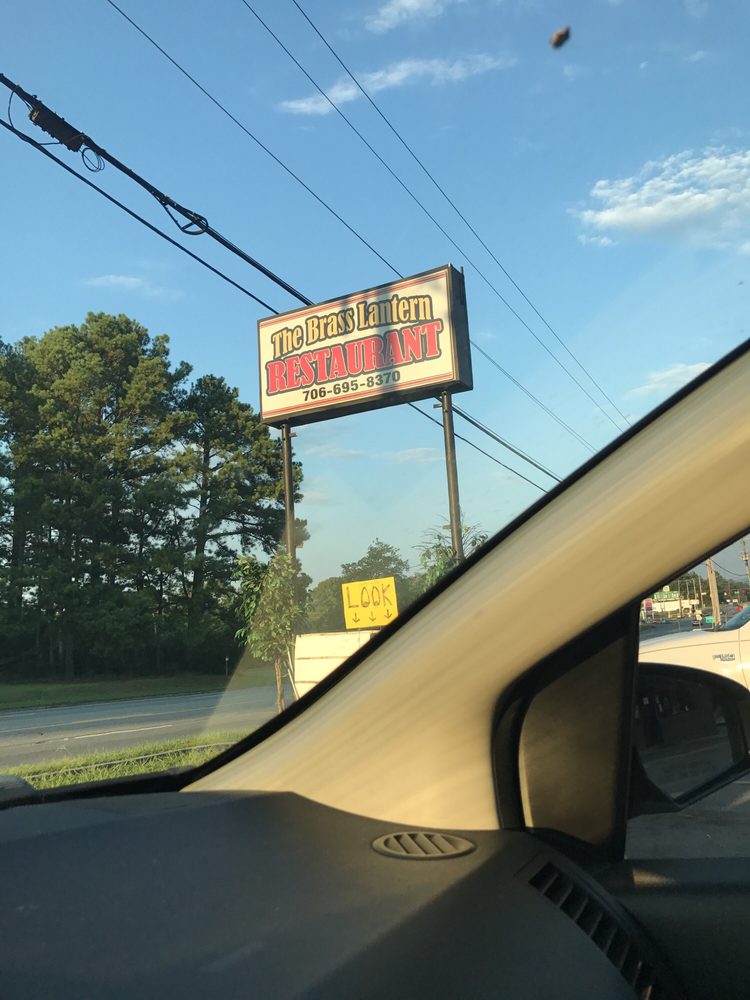 The Brass Lantern
RESTAURANT
706-695-8370
LOOK